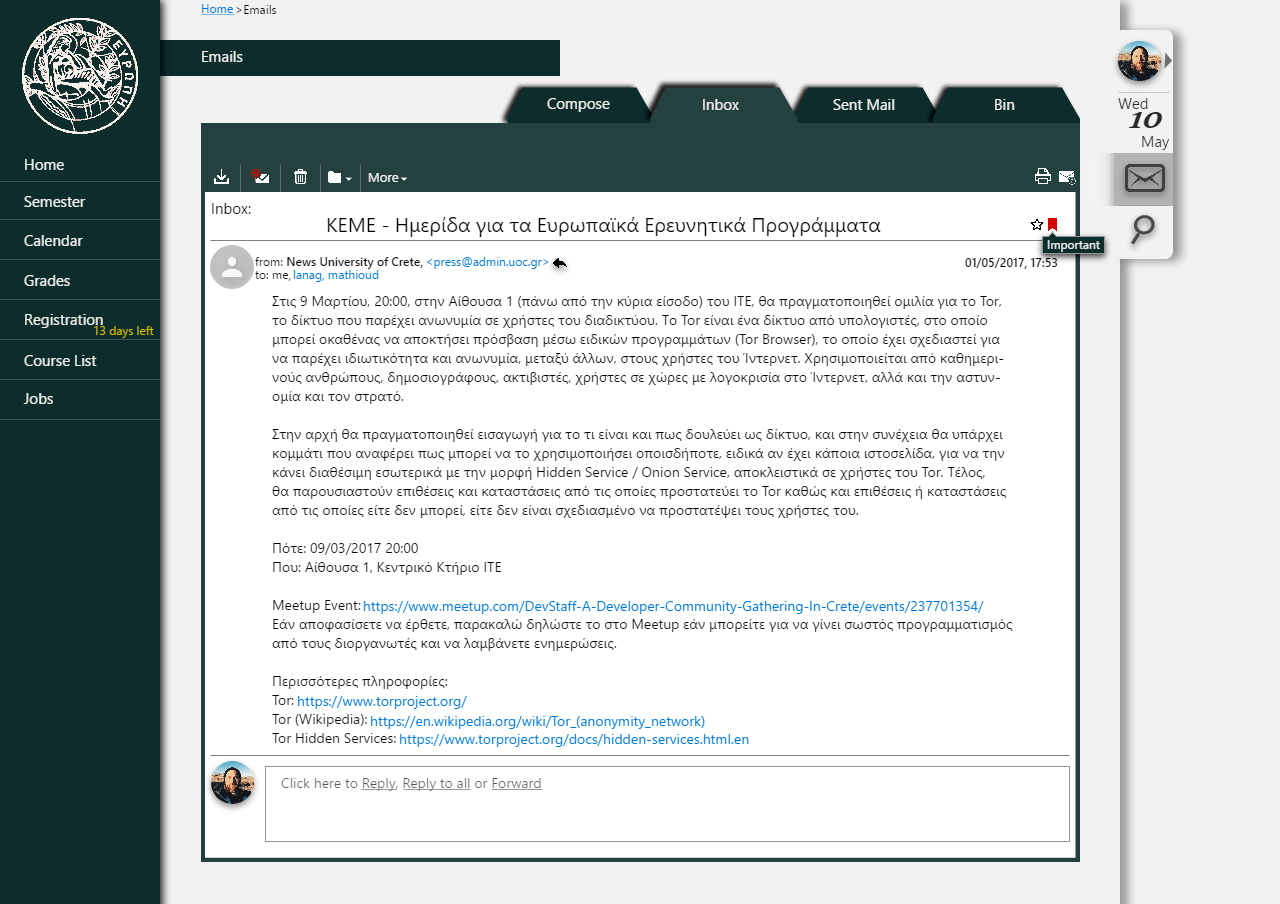 Home >Emails
Emails
ΕΥΡΩΠΗ
Home
Semester
Calendar
Grades
Registration
13 days left
Course List
Jobs
Compose
Inbox
Sent Mail
Bin
Wed
10
May
More
Inbox:
KEME - Ημερίδα για τα Ευρωπαϊκά Ερευνητικά Προγράμματα
Important
from: News University of Crete, <press@admin.uoc.gr>
to: me, lanag, mathioud
01/05/2017, 17:53
Στις 9 Μαρτίου, 20:00, στην Αίθουσα 1 (πάνω από την κύρια είσοδο) του ΙΤΕ, θα πραγματοποιηθεί ομιλία για το Tor,
το δίκτυο που παρέχει ανωνυμία σε χρήστες του διαδικτύου. Το Tor είναι ένα δίκτυο από υπολογιστές, στο οποίο
μπορεί οκαθένας να αποκτήσει πρόσβαση μέσω ειδικών προγραμμάτων (Tor Browser), το οποίο έχει σχεδιαστεί για
να παρέχει ιδιωτικότητα και ανωνυμία, μεταξύ άλλων, στους χρήστες του Ίντερνετ. Χρησιμοποιείται από καθημερι-
νούς ανθρώπους, δημοσιογράφους, ακτιβιστές, χρήστες σε χώρες με λογοκρισία στο Ίντερνετ, αλλά και την αστυν-
ομία και τον στρατό.
Στην αρχή θα πραγματοποιηθεί εισαγωγή για το τι είναι και πως δουλεύει ως δίκτυο, και στην συνέχεια θα υπάρχει
κομμάτι που αναφέρει πως μπορεί να το χρησιμοποιήσει οποισδήποτε, ειδικά αν έχει κάποια ιστοσελίδα, για να την
κάνει διαθέσιμη εσωτερικά με την μορφή Hidden Service / Onion Service, αποκλειστικά σε χρήστες του Tor. Τέλος,
θα παρουσιαστούν επιθέσεις και καταστάσεις από τις οποίες προστατεύει το Tor καθώς και επιθέσεις ή καταστάσεις
από τις οποίες είτε δεν μπορεί, είτε δεν είναι σχεδιασμένο να προστατέψει τους χρήστες του.
Πότε: 09/03/2017 20:00
Που: Αίθουσα 1, Κεντρικό Κτήριο ΙΤΕ
Meetup Event: https://www.meetup.com/DevStaff-A-Developer-Community-Gathering-In-Crete/events/237701354/
Εάν αποφασίσετε να έρθετε, παρακαλώ δηλώστε το στο Meetup εάν μπορείτε για να γίνει σωστός προγραμματισμός
από τους διοργανωτές και να λαμβάνετε ενημερώσεις.
Περισσότερες πληροφορίες:
Tor: https://www.torproject.org/
Tor (Wikipedia): https://en.wikipedia.org/wiki/Tor_(anonymity_network)
Tor Hidden Services: https://www.torproject.org/docs/hidden-services.html.en
Click here to Reply, Reply to all or Forward